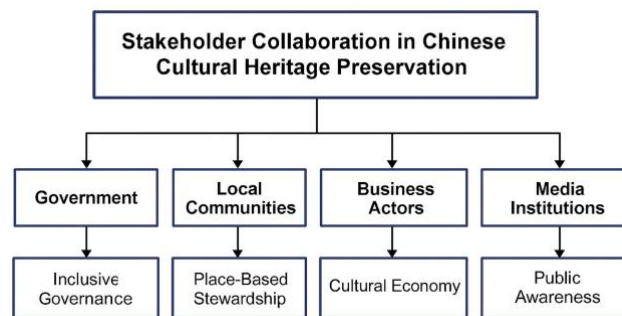 Stakeholder Collaboration in Chinese
Cultural Heritage Preservation
Government
Local
Communities
Business
Actors
Media
Institutions
Inclusive
Governance
Place-Based
Stewardship
Cultural Economy
Public
Awareness